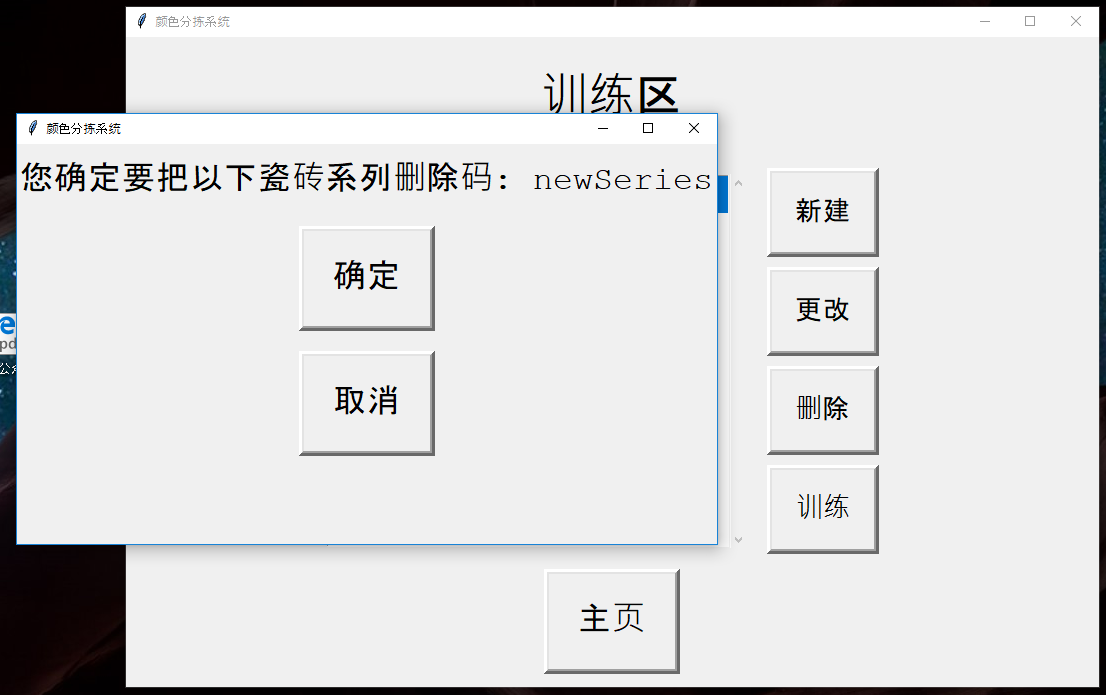 颜色分拣系统
训练区
颜色分拣系统
您确定要把以下瓷砖系列删除码： newSeries
确定
取消
新建
更改
删除
训练
主页